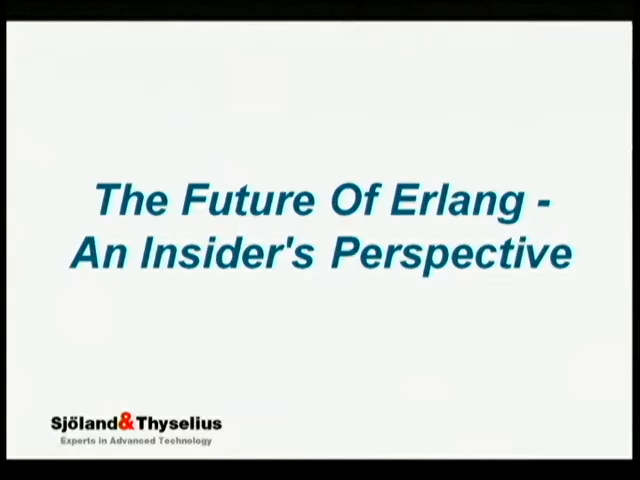 The Future Of Erlang -
An Insider's Perspective
Sjöland&Thyselius
Experts in Advanced Technology